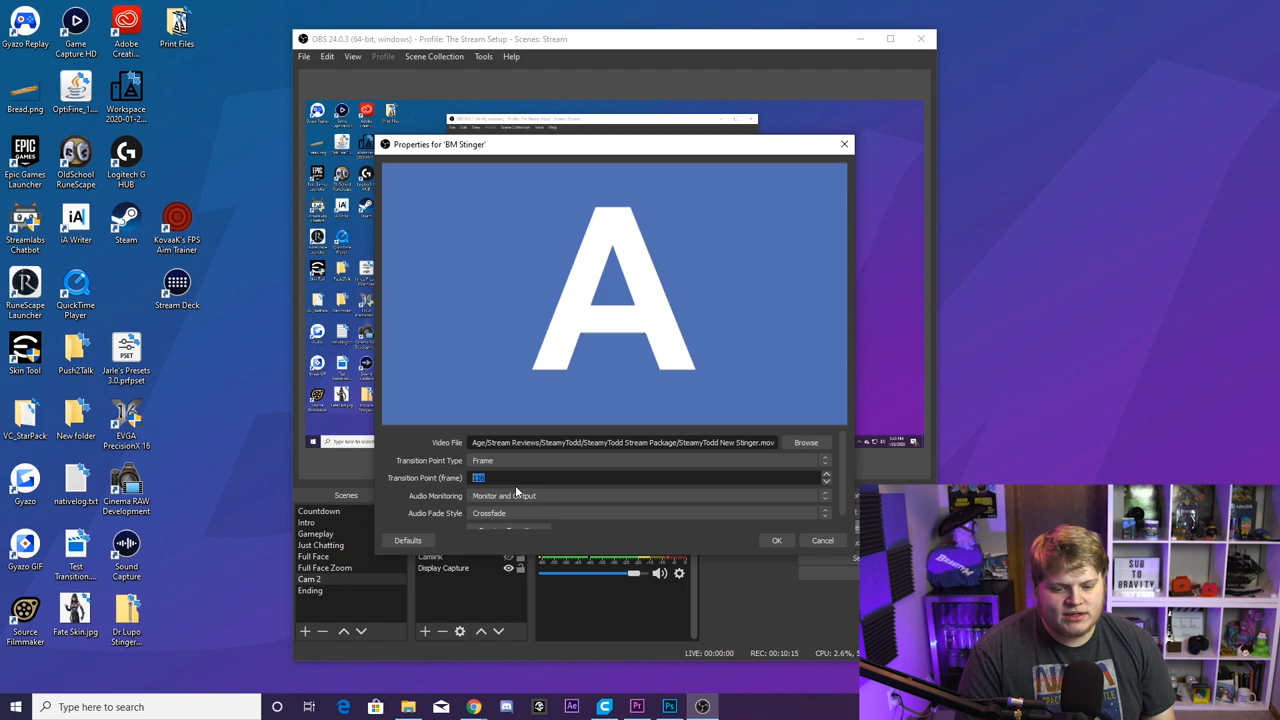 Gyazo Replay
Game Capture HD
Adobe Creati...
Print Files
Bread.png
OptiFine_1....
Workspace 2020-01-2...
Epic Games Launcher
OldSchool RuneScape
Logitech G HUB
Streamlabs Chatbot
iA Writer
Steam
KovaaK's FPS Aim Trainer
RuneScape Launcher
QuickTime Player
Stream Deck
Skin Tool
Push2Talk
Jarle's Presets 3.0.prfpset
VC_StarPack
New folder
EVGA PrecisionX 16
Gyazo
nativelog.txt
Cinema RAW Development
Gyazo GIF
Test Transition....
Sound Capture
Source Filmmaker
Fate Skin.jpg
Dr Lupo Stinger...
OBS 24.0.3 (64-bit, windows) - Profile: The Stream Setup - Scenes: Stream
File Edit View Profile Scene Collection Tools Help
Properties for 'BM Stinger'
A
Video File Age/Stream Reviews/SteamyTodd/SteamyTodd Stream Package/SteamyTodd New Stinger.mov Browse
Transition Point Type Frame
Transition Point (frame) 110
Audio Monitoring Monitor and Output
Audio Fade Style Crossfade
Defaults OK Cancel
Scenes
Countdown
Intro
Gameplay
Just Chatting
Full Face
Full Face Zoom
Cam 2
Ending
Camlink
Display Capture
LIVE: 00:00:00 REC: 00:10:15 CPU: 2.6%, 5
SUB TO
GRAVITY
Type here to search